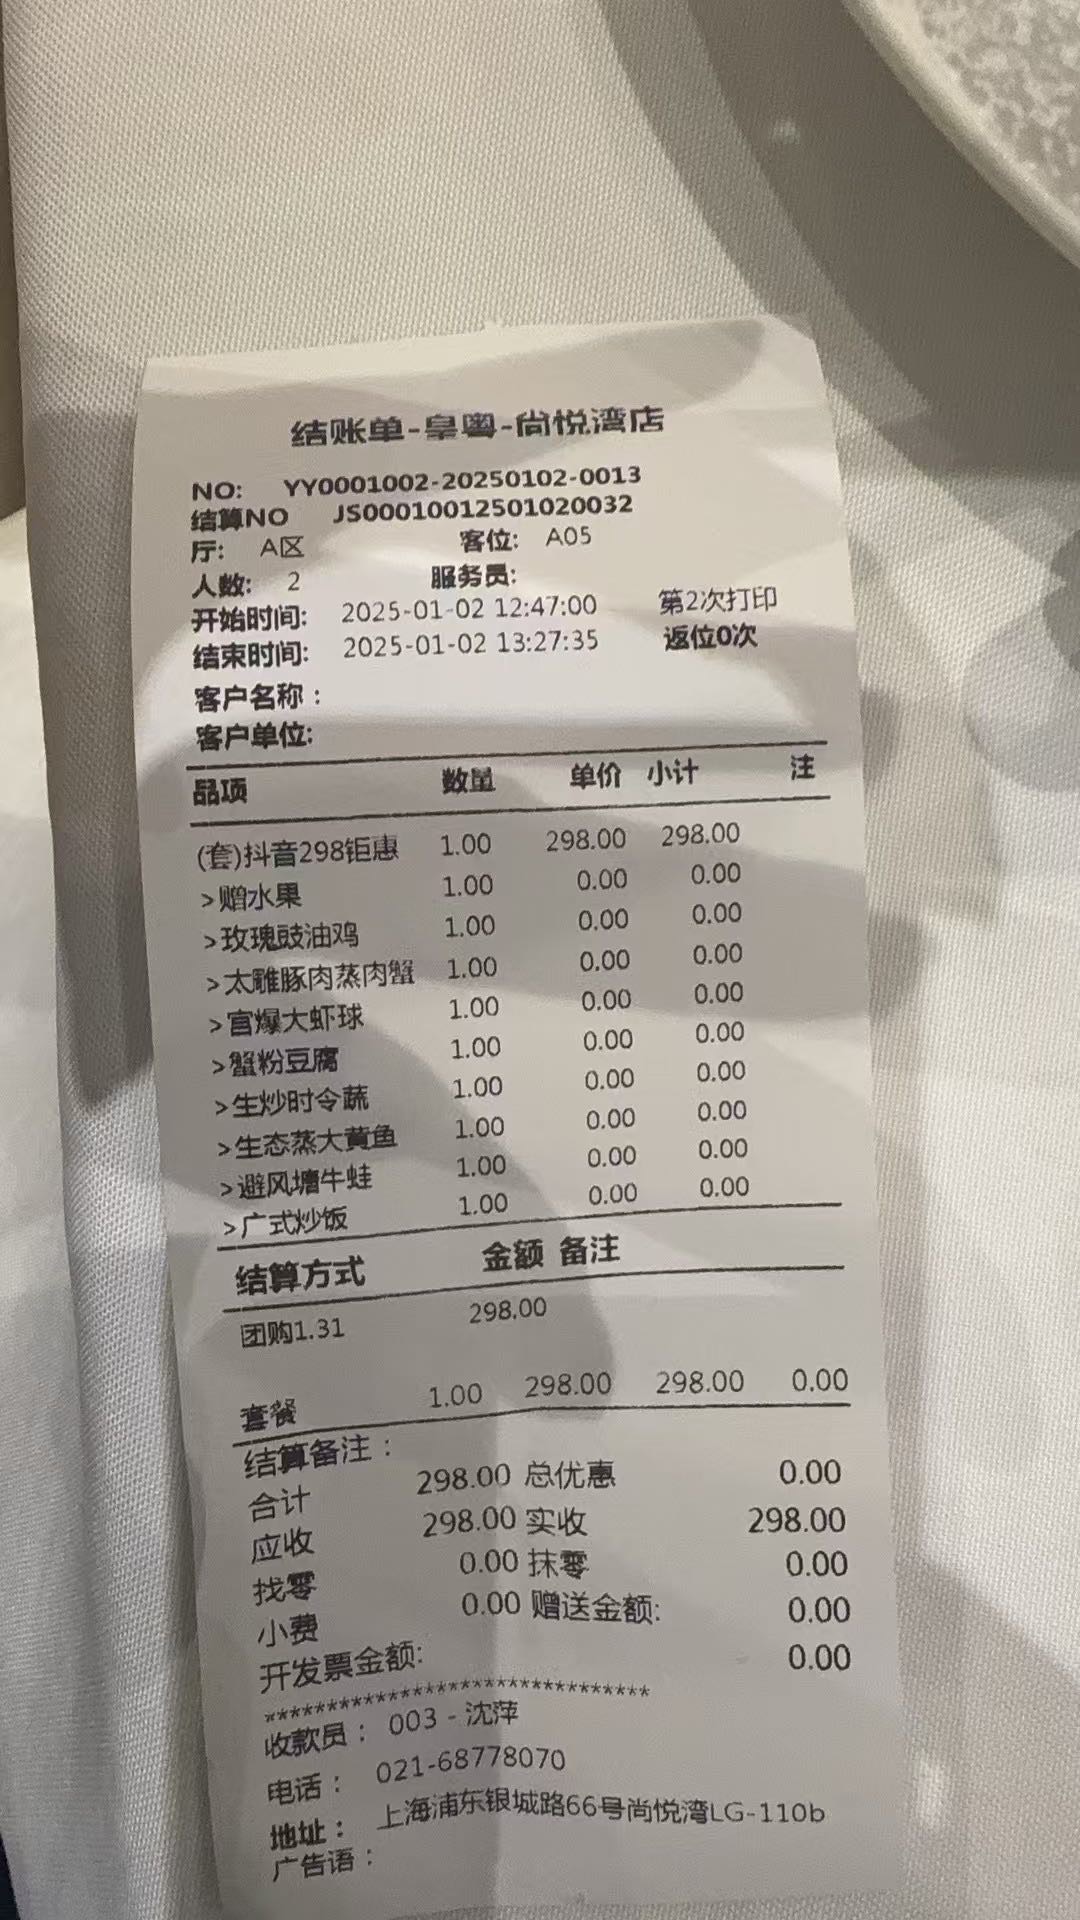 结账单-皇粤-尚悦湾店
NO: YY0001002-20250102-0013
结算NO JS00010012501020032
厅: A区 客位: A05
人数: 2 服务员:
开始时间: 2025-01-02 12:47:00 第2次打印
结束时间: 2025-01-02 13:27:35 返位0次
客户名称：
客户单位:
品项 数量 单价 小计 注
(套)抖音298钜惠 1.00 298.00 298.00
>赠水果 1.00 0.00 0.00
>玫瑰豉油鸡 1.00 0.00 0.00
>太雕豚肉蒸肉蟹 1.00 0.00 0.00
>宫爆大虾球 1.00 0.00 0.00
>蟹粉豆腐 1.00 0.00 0.00
>生炒时令蔬 1.00 0.00 0.00
>生态蒸大黄鱼 1.00 0.00 0.00
>避风塘牛蛙 1.00 0.00 0.00
>广式炒饭 1.00 0.00 0.00
结算方式 金额 备注
团购1.31 298.00
套餐 1.00 298.00 298.00 0.00
结算备注：
合计 298.00 总优惠 0.00
应收 298.00 实收 298.00
找零 0.00 抹零 0.00
小费 0.00 赠送金额: 0.00
开发票金额: 0.00
********************************
收款员： 003 - 沈萍
电话： 021-68778070
地址： 上海浦东银城路66号尚悦湾LG-110b
广告语：